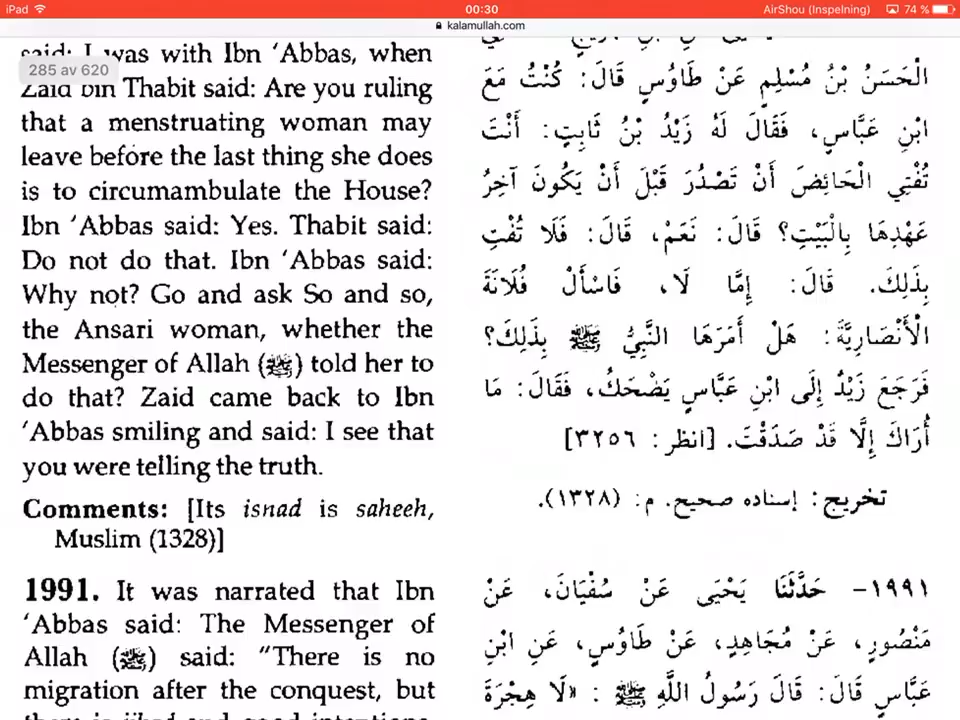 iPad
00:30
AirShou (Inspelning)
74 %
kalamullah.com
285 av 620
said: I was with Ibn ‘Abbas, when
Zaid bin Thabit said: Are you ruling
that a menstruating woman may
leave before the last thing she does
is to circumambulate the House?
Ibn ‘Abbas said: Yes. Thabit said:
Do not do that. Ibn ‘Abbas said:
Why not? Go and ask So and so,
the Ansari woman, whether the
Messenger of Allah (ﷺ) told her to
do that? Zaid came back to Ibn
‘Abbas smiling and said: I see that
you were telling the truth.
Comments: [Its isnad is saheeh,
Muslim (1328)]
1991. It was narrated that Ibn
‘Abbas said: The Messenger of
Allah (ﷺ) said: “There is no
migration after the conquest, but
there is jihad and good intentions.
الْحَسَنُ بْنُ مُسْلِمٍ عَنْ طَاوُسٍ قَالَ: كُنْتُ مَعَ
ابْنِ عَبَّاسٍ، فَقَالَ لَهُ زَيْدُ بْنُ ثَابِتٍ: أَنْتَ
تُفْتِي الْحَائِضَ أَنْ تَصْدُرَ قَبْلَ أَنْ يَكُونَ آخِرُ
عَهْدِهَا بِالْبَيْتِ؟ قَالَ: نَعَمْ، قَالَ: فَلَا تُفْتِ
بِذَلِكَ. قَالَ: إِمَّا لَا، فَاسْأَلْ فُلَانَةَ
الْأَنْصَارِيَّةَ: هَلْ أَمَرَهَا النَّبِيُّ ﷺ بِذَلِكَ؟
فَرَجَعَ زَيْدٌ إِلَى ابْنِ عَبَّاسٍ يَضْحَكُ، فَقَالَ: مَا
أُرَاكَ إِلَّا قَدْ صَدَقْتَ. [انظر: ٣٢٥٦]
تخريج: إسناده صحيح. م: (١٣٢٨).
١٩٩١- حَدَّثَنَا يَحْيَى عَنْ سُفْيَانَ، عَنْ
مَنْصُورٍ، عَنْ مُجَاهِدٍ، عَنْ طَاوُسٍ، عَنِ ابْنِ
عَبَّاسٍ قَالَ: قَالَ رَسُولُ اللَّهِ ﷺ : «لَا هِجْرَةَ